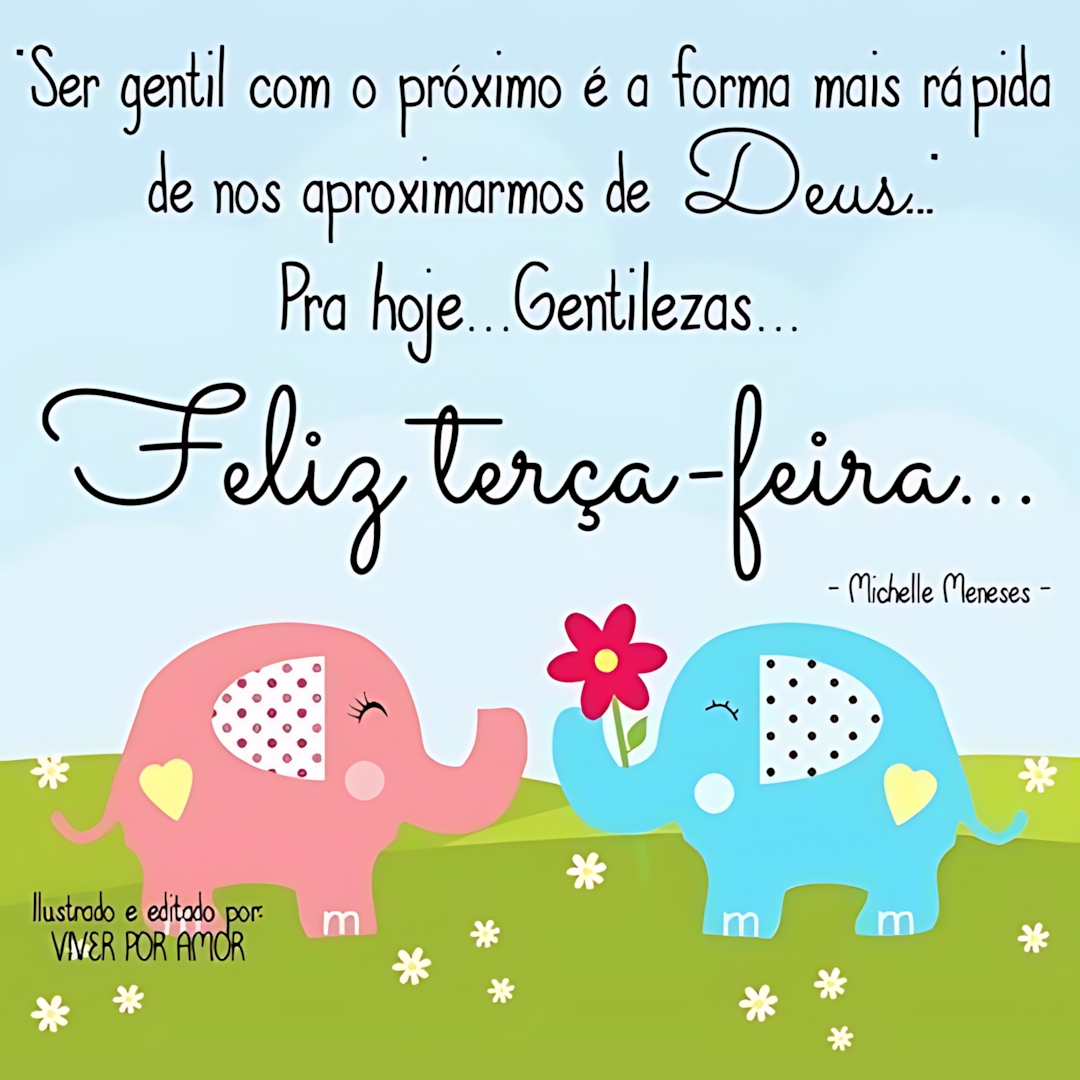 "Ser gentil com o próximo é a forma mais rápida
de nos aproximarmos de Deus..."
Pra hoje...Gentilezas...
Feliz terça-feira...
- Michelle Meneses -
Ilustrado e editado por:
VIVER POR AMOR